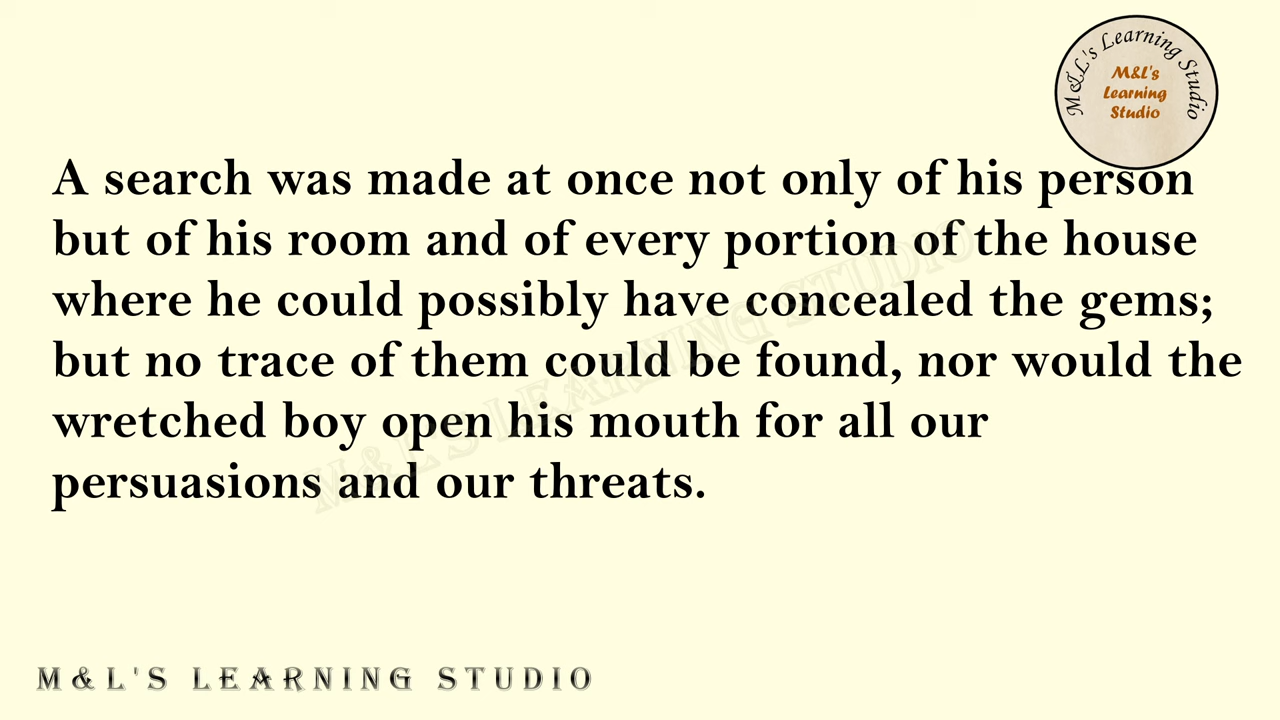 M&L's Learning Studio
M&L's
Learning
Studio
A search was made at once not only of his person
but of his room and of every portion of the house
where he could possibly have concealed the gems;
but no trace of them could be found, nor would the
wretched boy open his mouth for all our
persuasions and our threats.
M&L'S LEARNING STUDIO
M&L'S LEARNING STUDIO